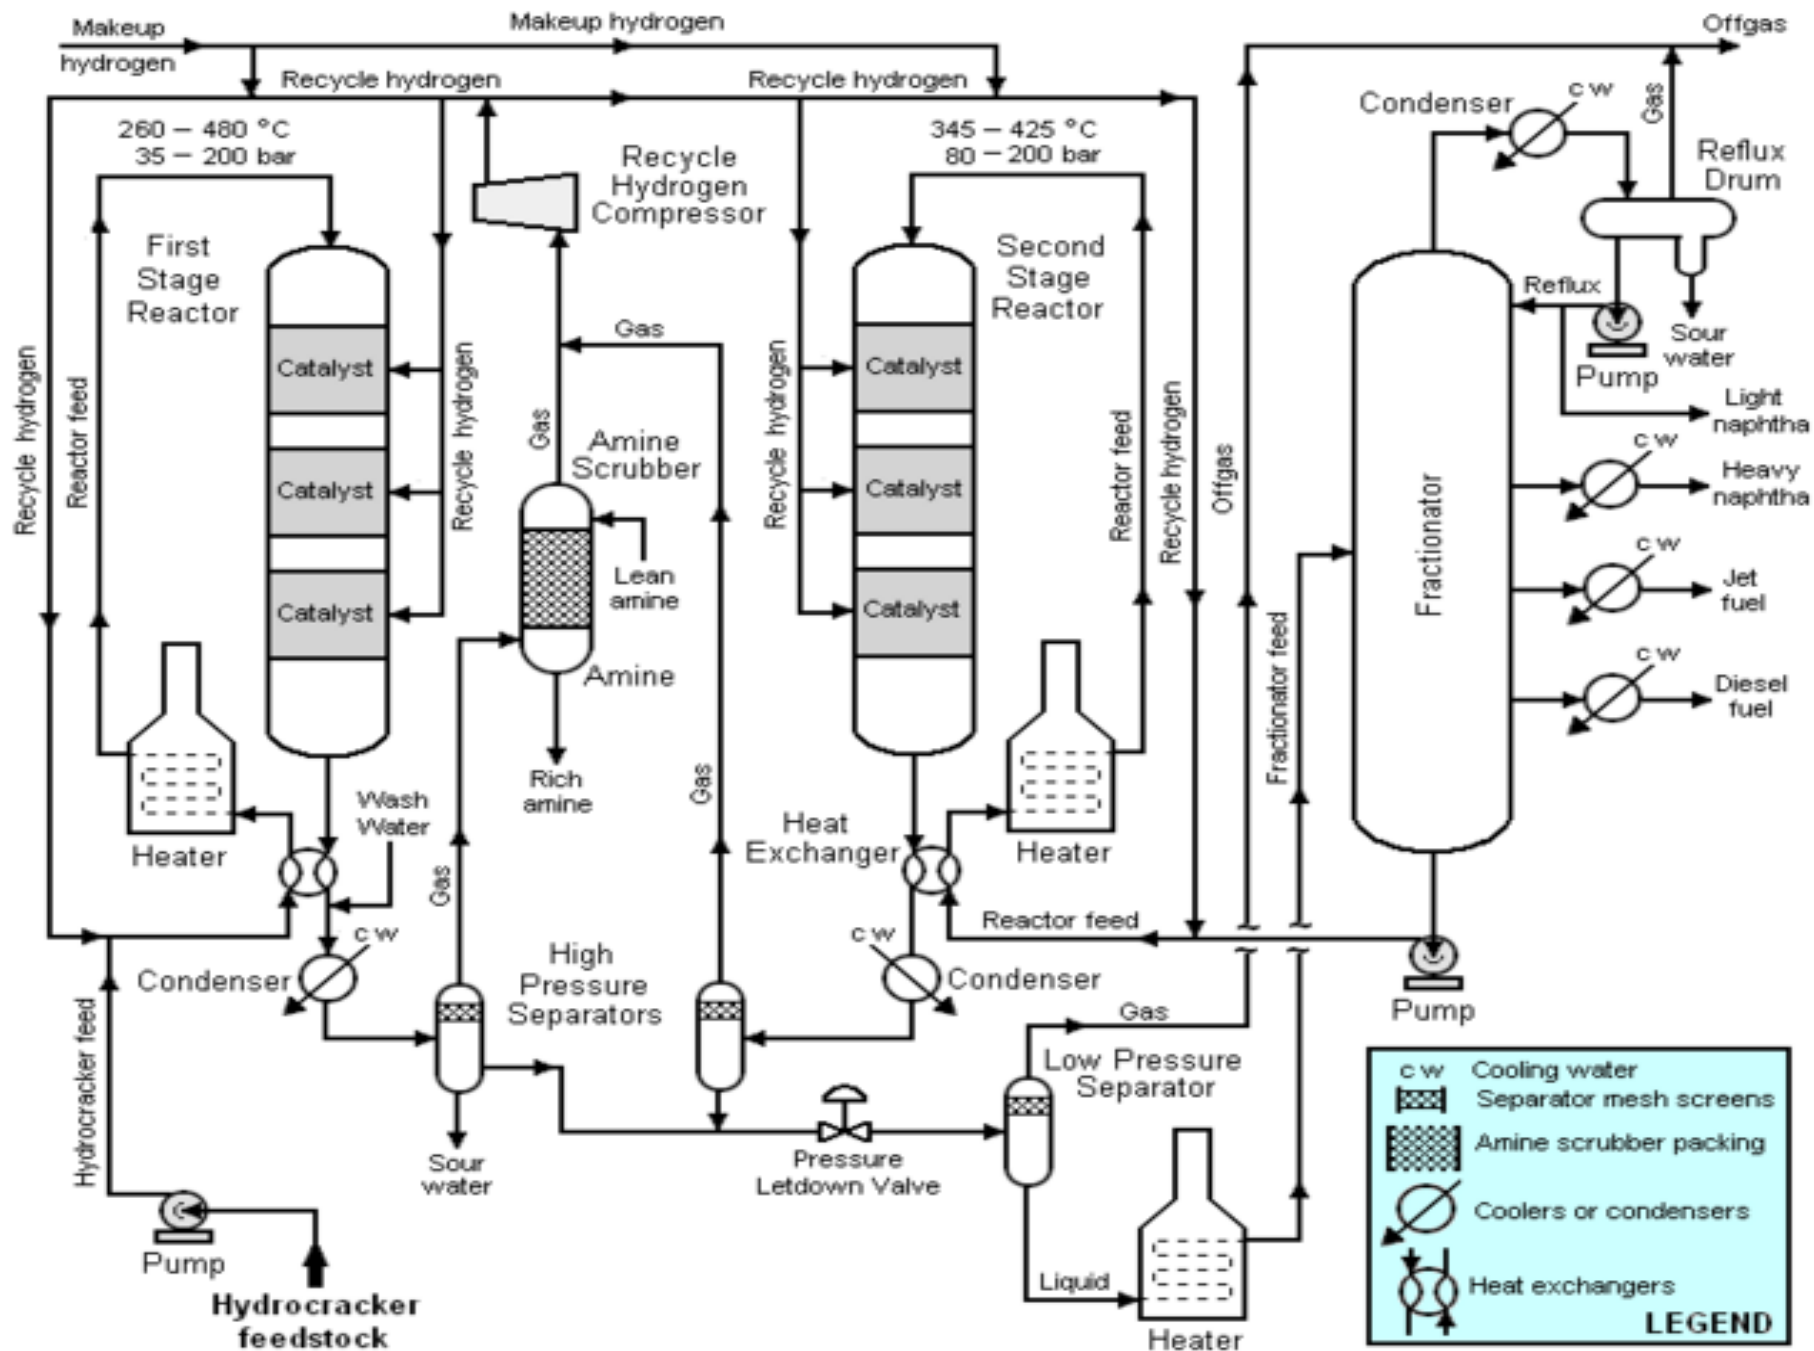 Makeup
hydrogen
Makeup hydrogen
Recycle hydrogen
Recycle hydrogen
260 – 480 °C
35 – 200 bar
345 – 425 °C
80 – 200 bar
Recycle
Hydrogen
Compressor
First
Stage
Reactor
Second
Stage
Reactor
Offgas
Condenser
c w
Gas
Reflux
Drum
Reflux
Pump
Sour
water
Light
naphtha
c w
Heavy
naphtha
c w
Jet
fuel
c w
Diesel
fuel
Fractionator
Recycle hydrogen
Reactor feed
Catalyst
Catalyst
Catalyst
Recycle hydrogen
Gas
Gas
Amine
Scrubber
Lean
amine
Amine
Rich
amine
Gas
Gas
Recycle hydrogen
Catalyst
Catalyst
Catalyst
Reactor feed
Recycle hydrogen
Offgas
Fractionator feed
Heater
Wash
Water
Heat
Exchanger
Heater
Reactor feed
c w
Condenser
High
Pressure
Separators
c w
Condenser
Pump
Gas
Low Pressure
Separator
Hydrocracker feed
Sour
water
Pressure
Letdown Valve
Pump
Hydrocracker
feedstock
Liquid
Heater
c w Cooling water
Separator mesh screens
Amine scrubber packing
Coolers or condensers
Heat exchangers
LEGEND